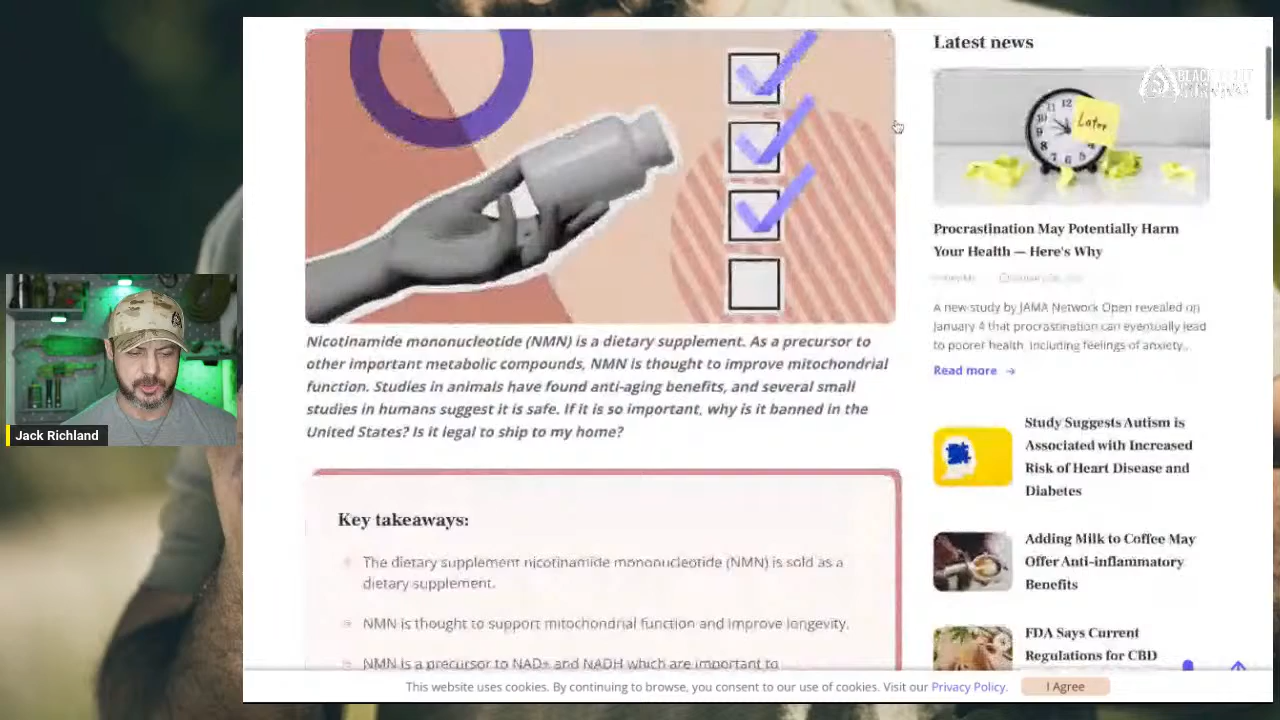 Latest news
Later
Procrastination May Potentially Harm
Your Health — Here's Why
A new study by JAMA Network Open revealed on
January 4 that procrastination can eventually lead
to poorer health, including feelings of anxiety..
Read more →
Nicotinamide mononucleotide (NMN) is a dietary supplement. As a precursor to
other important metabolic compounds, NMN is thought to improve mitochondrial
function. Studies in animals have found anti-aging benefits, and several small
studies in humans suggest it is safe. If it is so important, why is it banned in the
United States? Is it legal to ship to my home?
Jack Richland
Study Suggests Autism is
Associated with Increased
Risk of Heart Disease and
Diabetes
Key takeaways:
The dietary supplement nicotinamide mononucleotide (NMN) is sold as a
dietary supplement.
NMN is thought to support mitochondrial function and improve longevity.
NMN is a precursor to NAD+ and NADH which are important to
Adding Milk to Coffee May
Offer Anti-inflammatory
Benefits
FDA Says Current
Regulations for CBD
This website uses cookies. By continuing to browse, you consent to our use of cookies. Visit our Privacy Policy.
I Agree